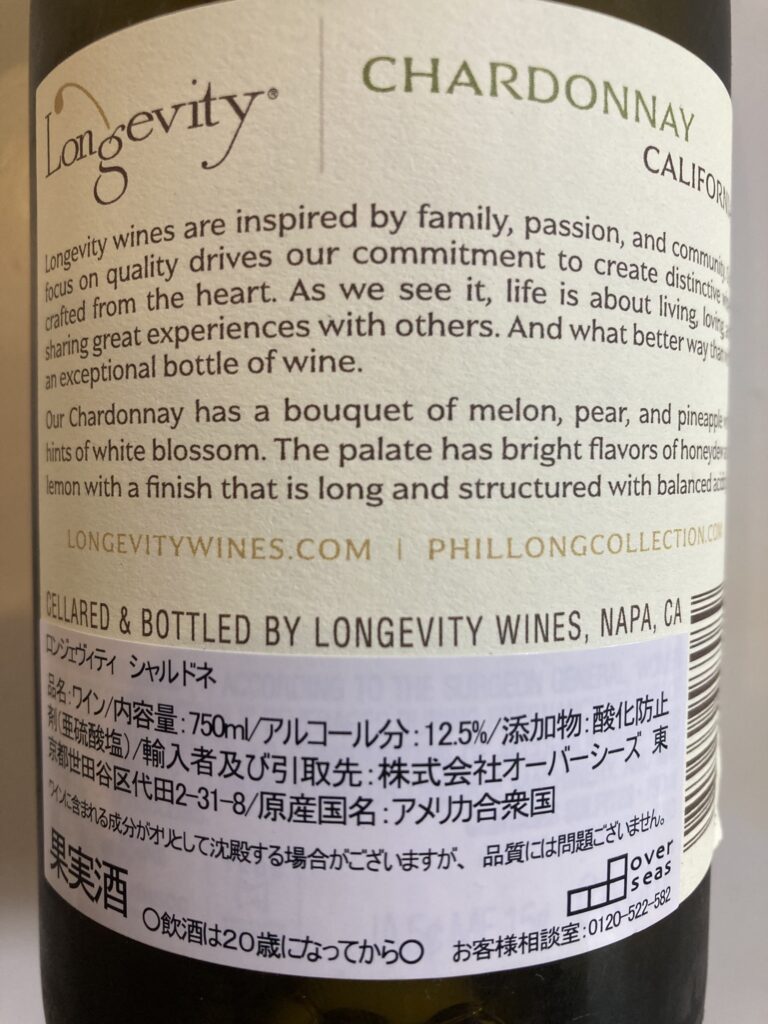 Longevity®
CHARDONNAY
CALIFORNIA
Longevity wines are inspired by family, passion, and community
focus on quality drives our commitment to create distinctive
crafted from the heart. As we see it, life is about living, loving
sharing great experiences with others. And what better way than
an exceptional bottle of wine.
Our Chardonnay has a bouquet of melon, pear, and pineapple
hints of white blossom. The palate has bright flavors of honeydew
lemon with a finish that is long and structured with balanced
LONGEVITYWINES.COM | PHILLONGCOLLECTION.COM
CELLARED & BOTTLED BY LONGEVITY WINES, NAPA, CA
ロンジェヴィティ シャルドネ
品名:ワイン/内容量:750ml/アルコール分:12.5%/添加物:酸化防止
剤(亜硫酸塩)/輸入者及び引取先:株式会社オーバーシーズ 東
京都世田谷区代田2-31-8/原産国名:アメリカ合衆国
ワインに含まれる成分がオリとして沈殿する場合がございますが、品質には問題ございません。
果実酒
over
seas
○飲酒は20歳になってから○ お客様相談室:0120-522-582